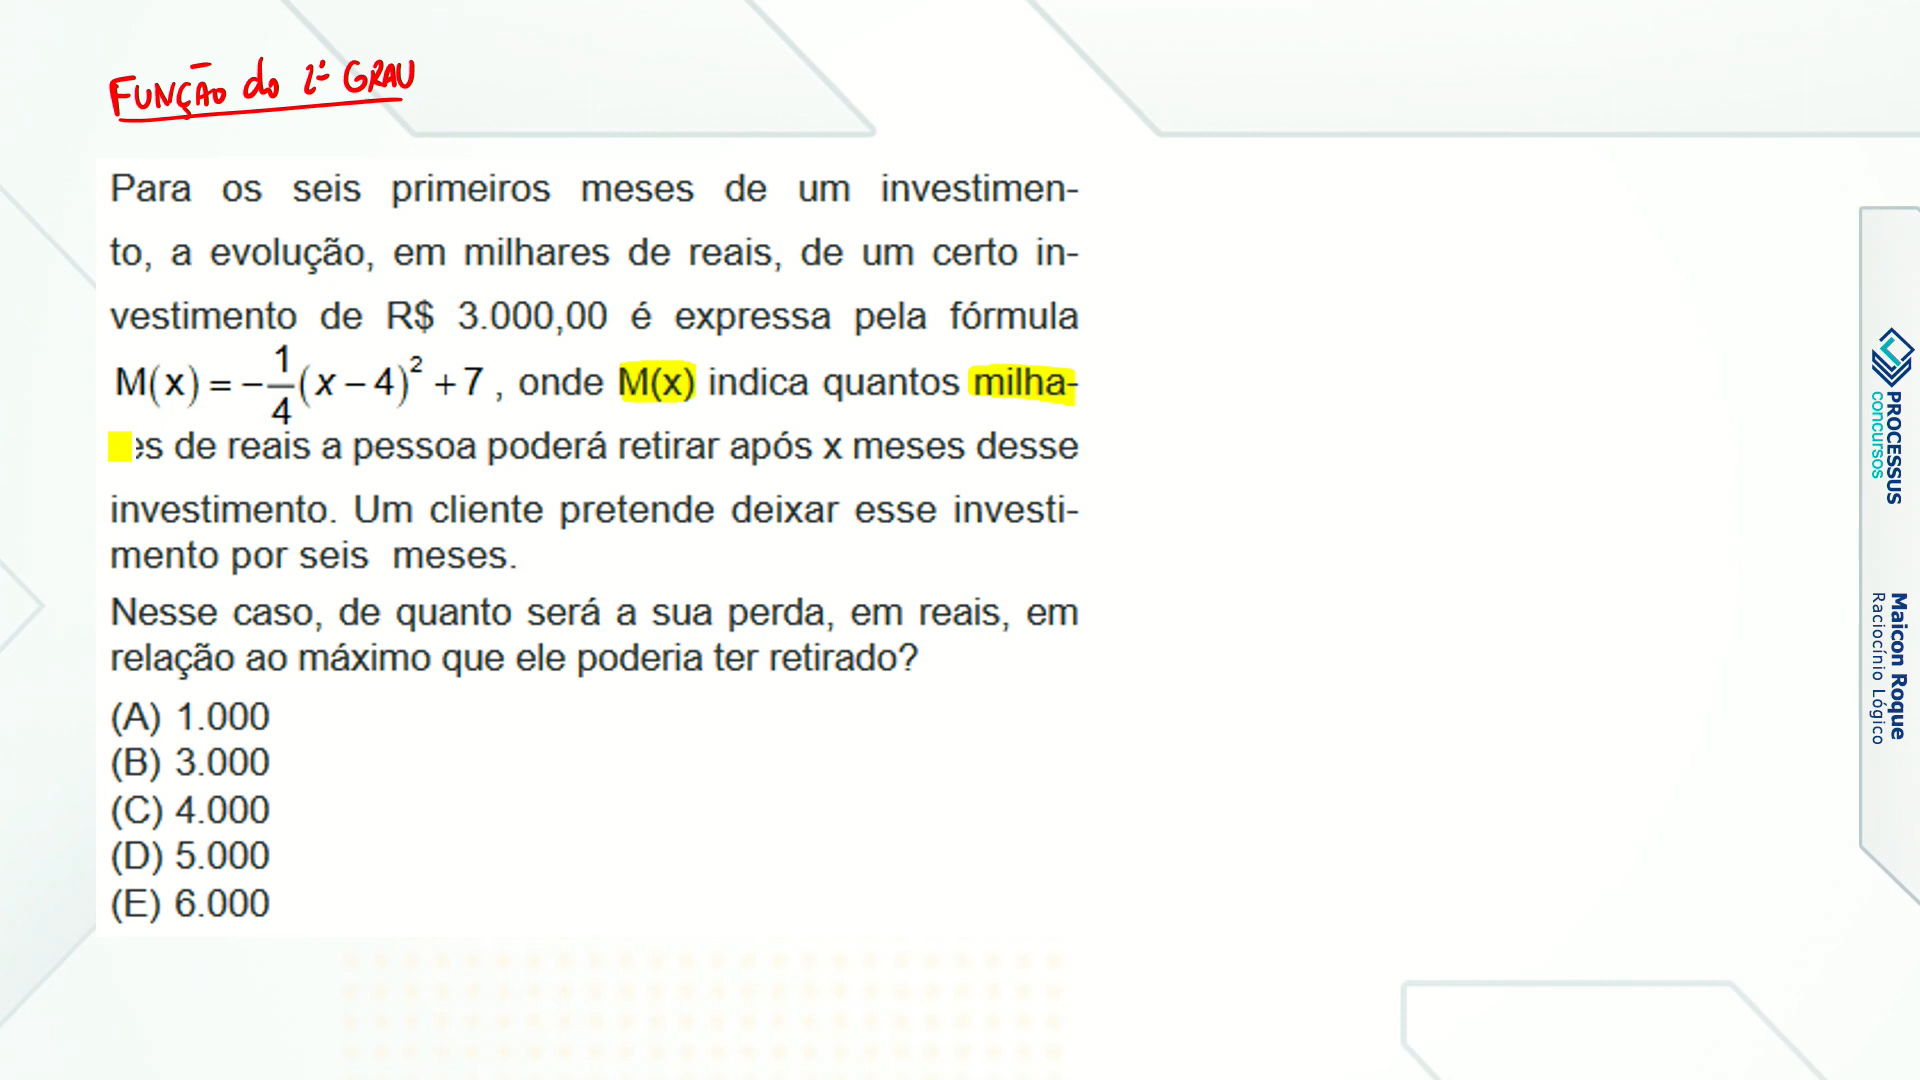 FUNÇÃO do 2º GRAU
Para os seis primeiros meses de um investimen-
to, a evolução, em milhares de reais, de um certo in-
vestimento de R$ 3.000,00 é expressa pela fórmula
M(x) = -1/4(x - 4)² + 7, onde M(x) indica quantos milha-
es de reais a pessoa poderá retirar após x meses desse
investimento. Um cliente pretende deixar esse investi-
mento por seis meses.
Nesse caso, de quanto será a sua perda, em reais, em
relação ao máximo que ele poderia ter retirado?
(A) 1.000
(B) 3.000
(C) 4.000
(D) 5.000
(E) 6.000
PROCESSUS
concursos
Maicon Roque
Raciocínio Lógico